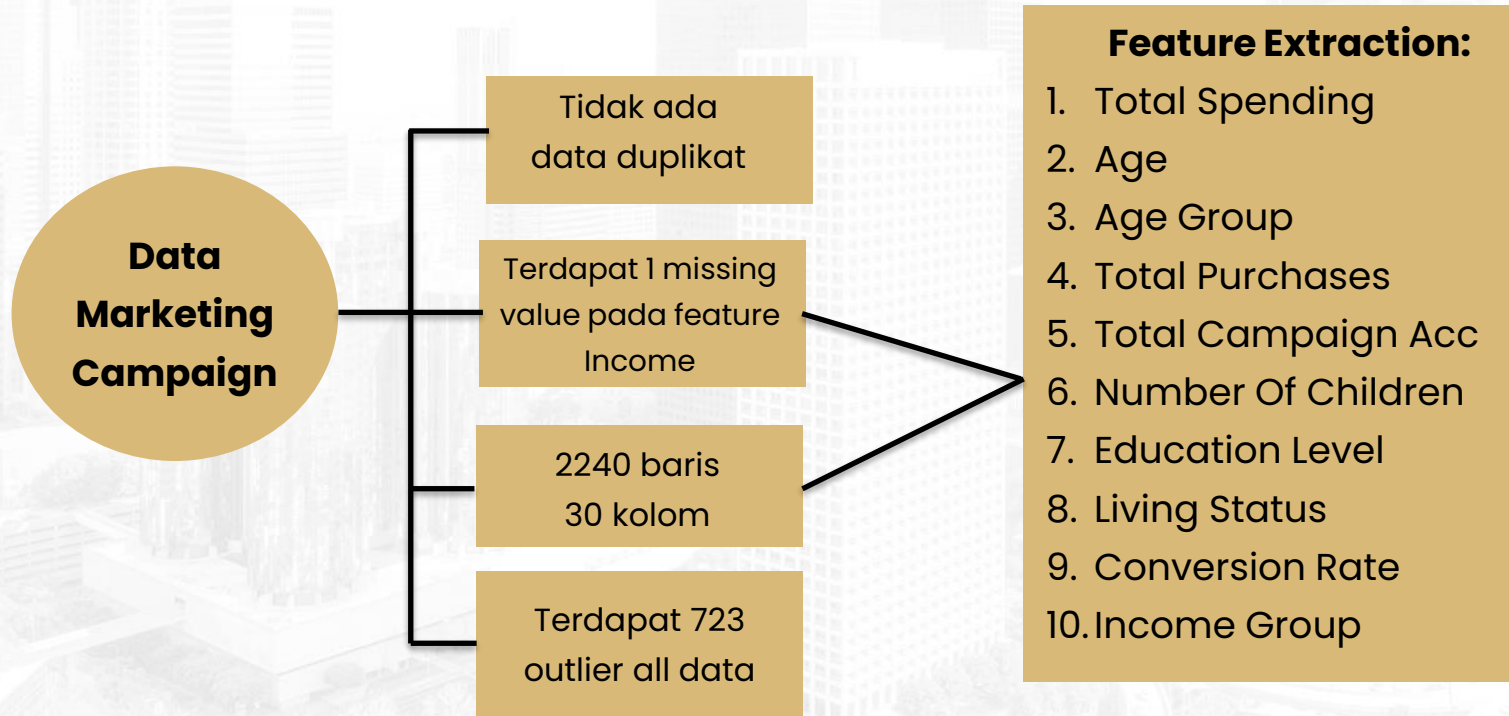 Data
Marketing
Campaign
Tidak ada
data duplikat
Terdapat 1 missing
value pada feature
Income
2240 baris
30 kolom
Terdapat 723
outlier all data
Feature Extraction:
1. Total Spending
2. Age
3. Age Group
4. Total Purchases
5. Total Campaign Acc
6. Number Of Children
7. Education Level
8. Living Status
9. Conversion Rate
10. Income Group